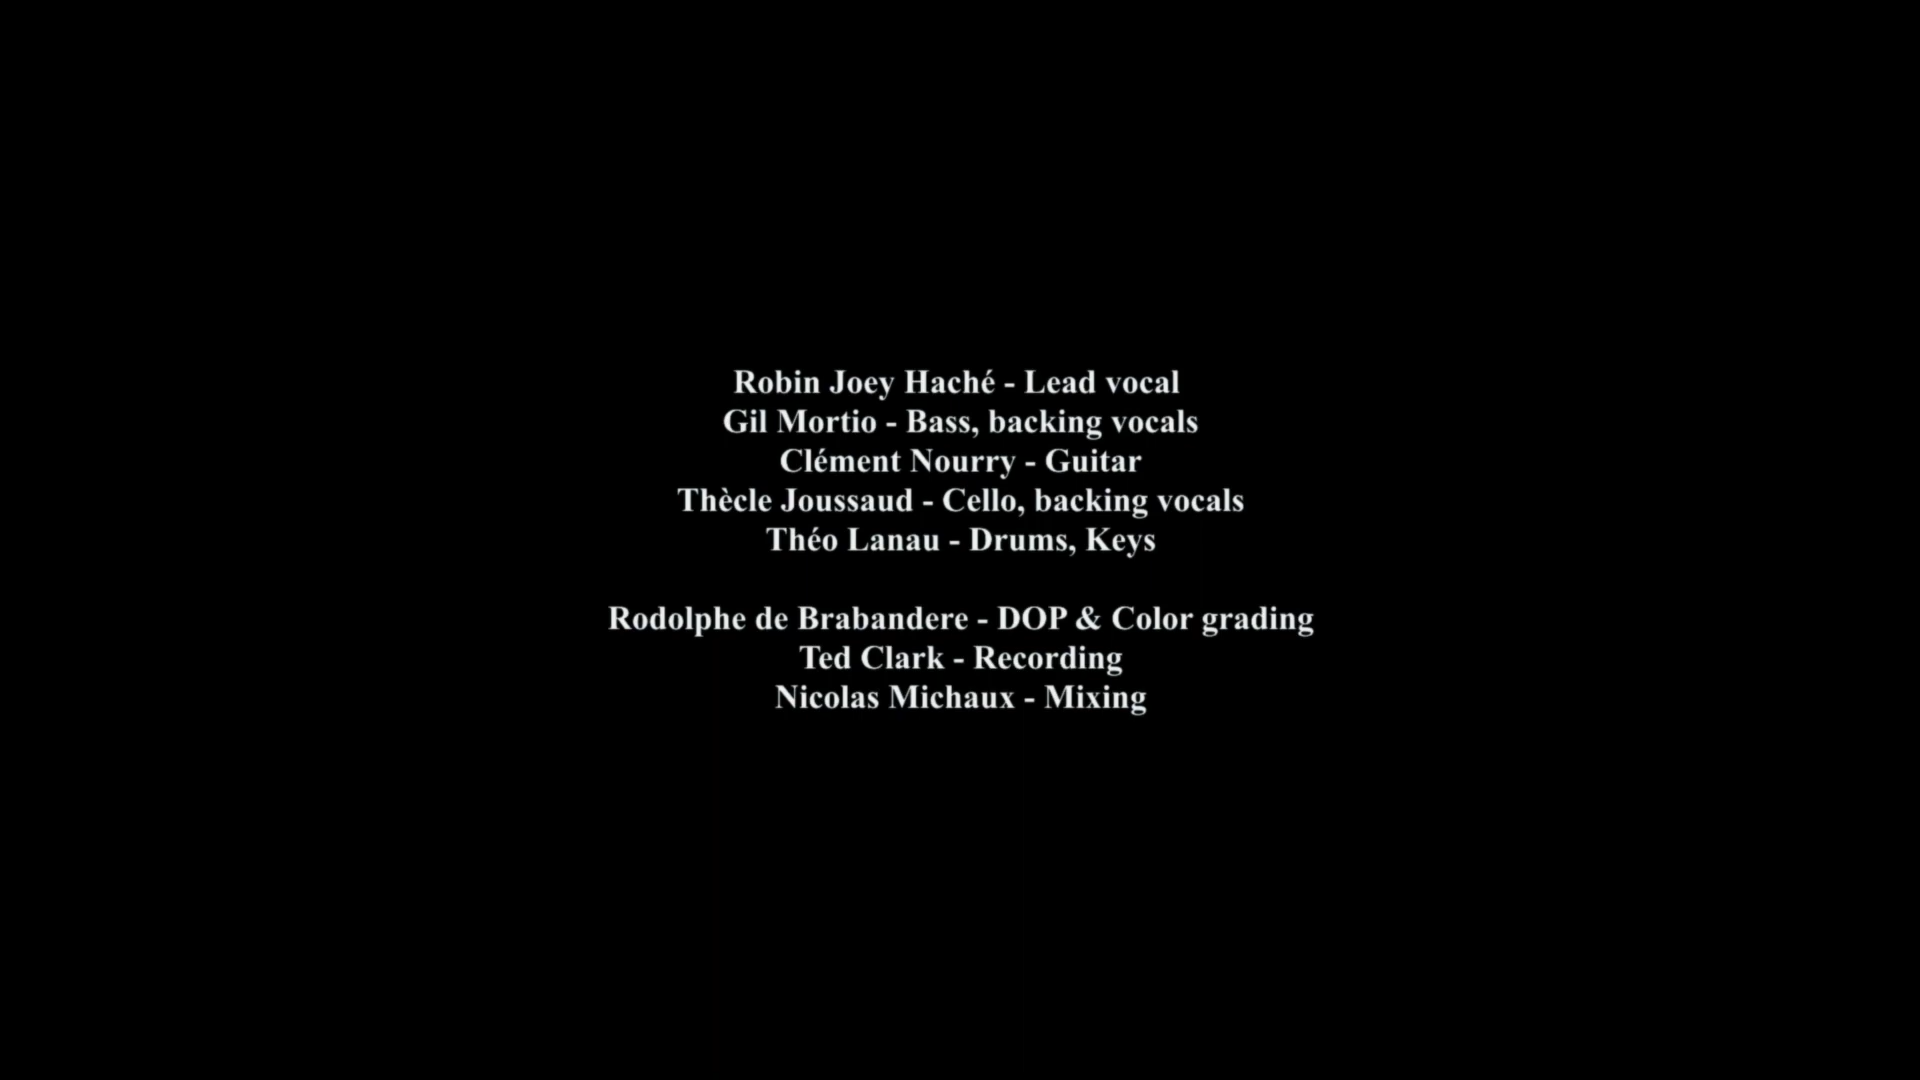 Robin Joey Haché - Lead vocal
Gil Mortio - Bass, backing vocals
Clément Nourry - Guitar
Thècle Joussaud - Cello, backing vocals
Théo Lanau - Drums, Keys
Rodolphe de Brabandere - DOP & Color grading
Ted Clark - Recording
Nicolas Michaux - Mixing